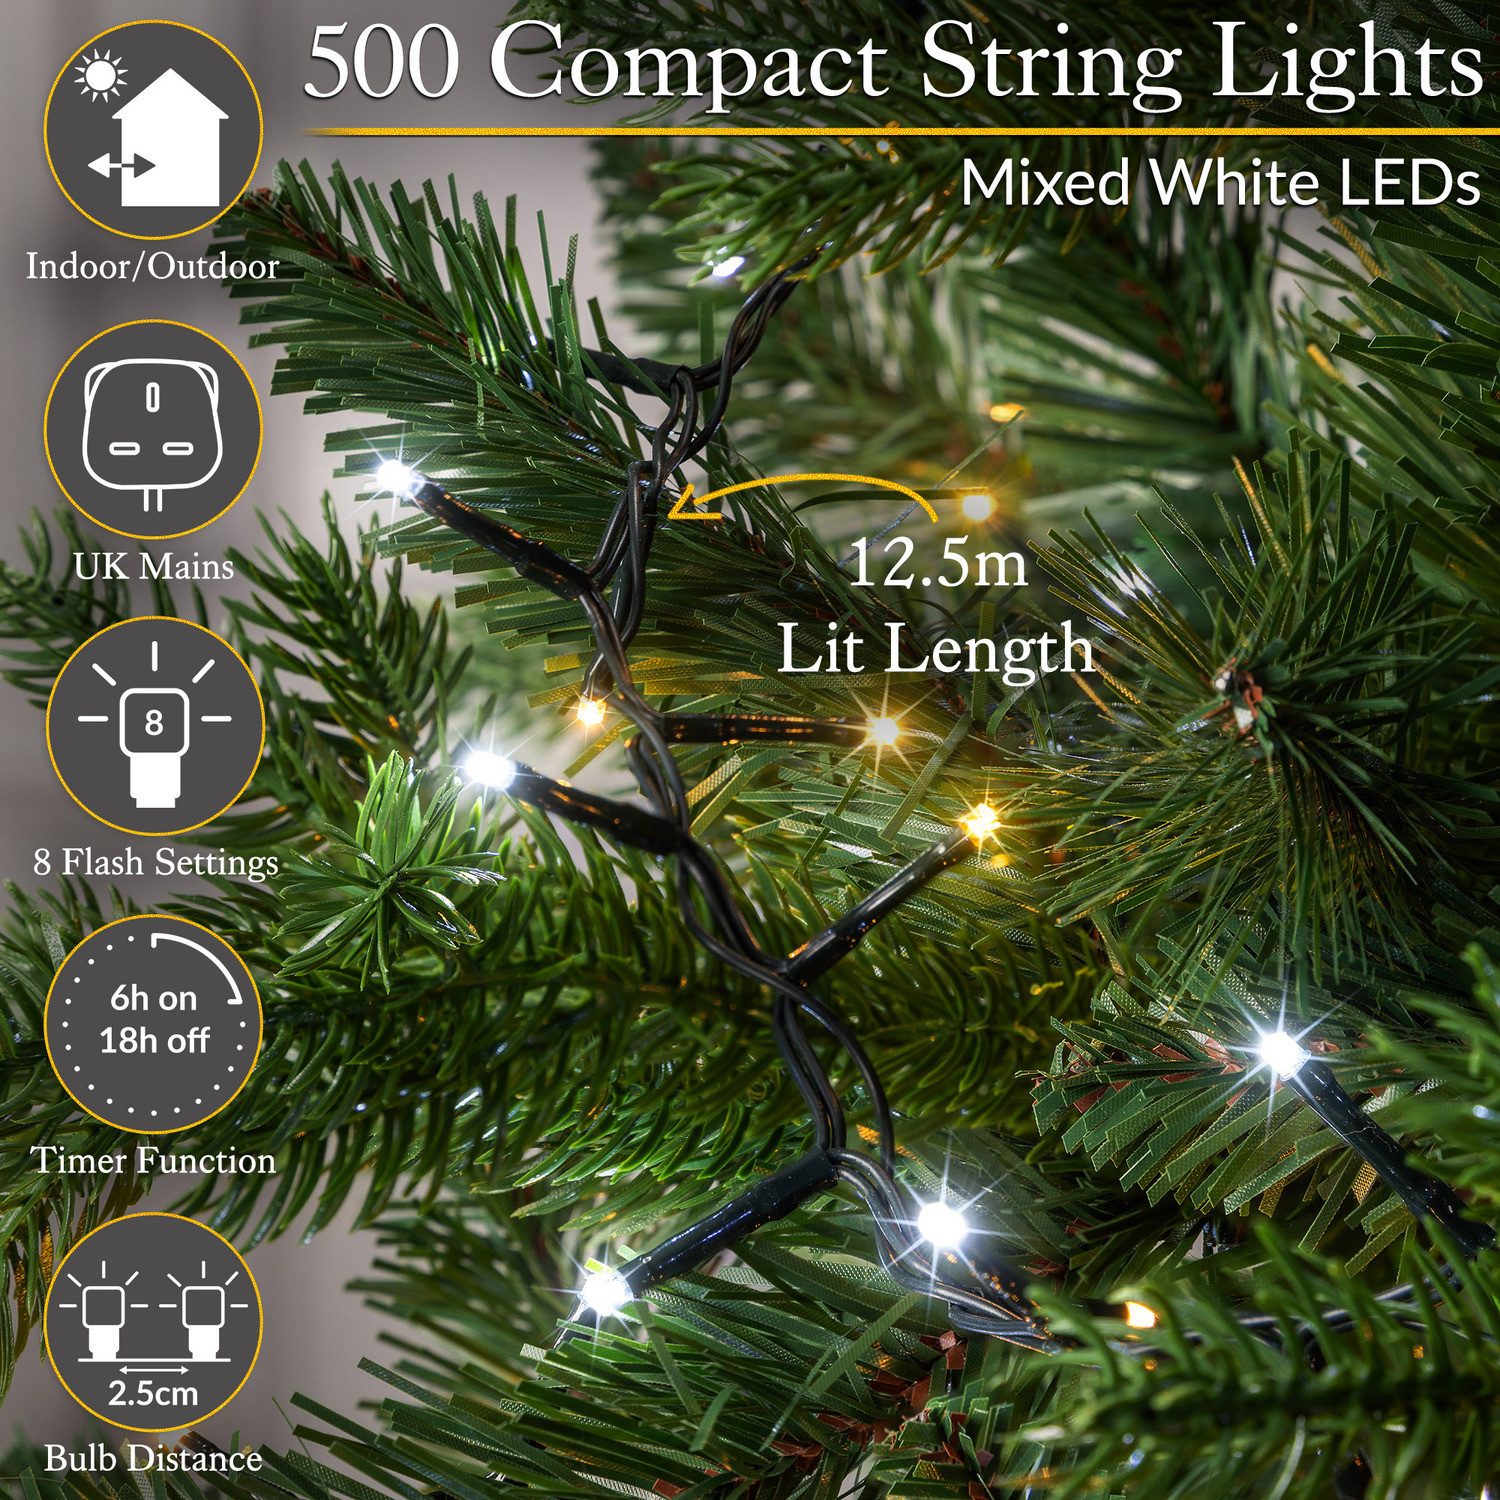 500 Compact String Lights
Mixed White LEDs
Indoor/Outdoor
UK Mains
8
8 Flash Settings
6h on
18h off
Timer Function
2.5cm
Bulb Distance
12.5m
Lit Length